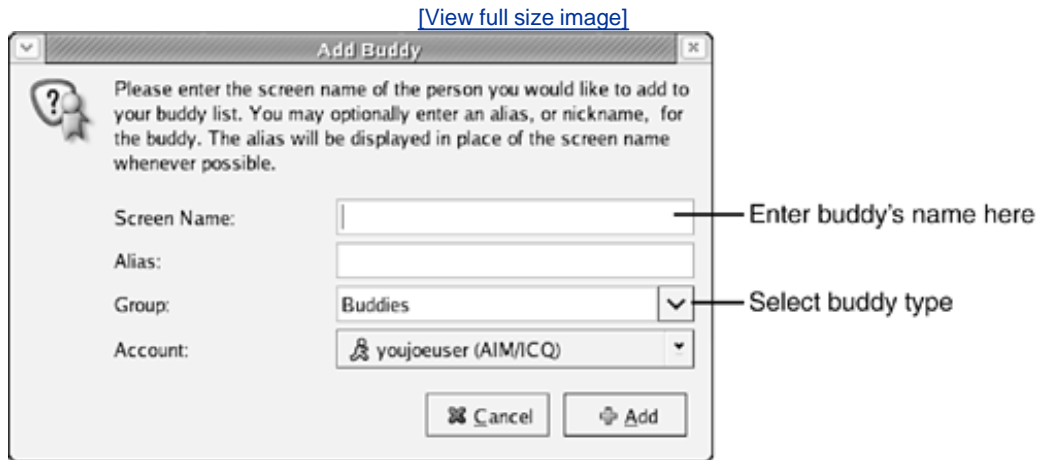 [View full size image]
Add Buddy
Please enter the screen name of the person you would like to add to
your buddy list. You may optionally enter an alias, or nickname, for
the buddy. The alias will be displayed in place of the screen name
whenever possible.
Screen Name:
Enter buddy's name here
Alias:
Group:
Buddies
Select buddy type
Account:
youjoeuser (AIM/ICQ)
Cancel
Add